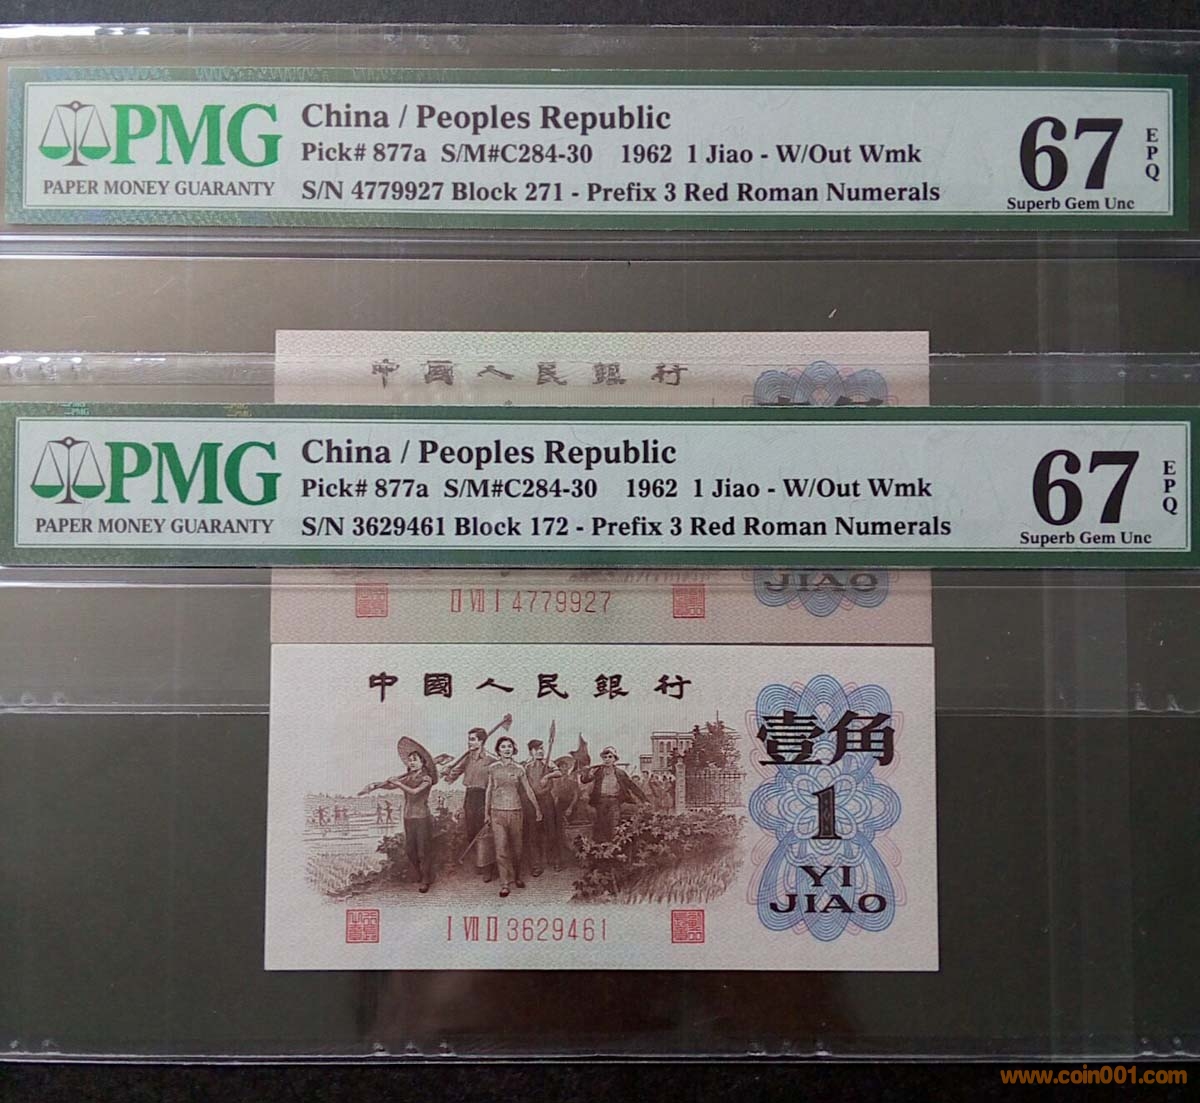 PMG
PAPER MONEY GUARANTY
China / Peoples Republic
Pick# 877a S/M#C284-30 1962 1 Jiao - W/Out Wmk
S/N 4779927 Block 271 - Prefix 3 Red Roman Numerals
67
EPQ
Superb Gem Unc
中國人民銀行
PMG
PAPER MONEY GUARANTY
China / Peoples Republic
Pick# 877a S/M#C284-30 1962 1 Jiao - W/Out Wmk
S/N 3629461 Block 172 - Prefix 3 Red Roman Numerals
67
EPQ
Superb Gem Unc
JIAO
II VII I 4779927
中國人民銀行
壹角
1
YI
JIAO
I VII II 3629461
www.coin001.com